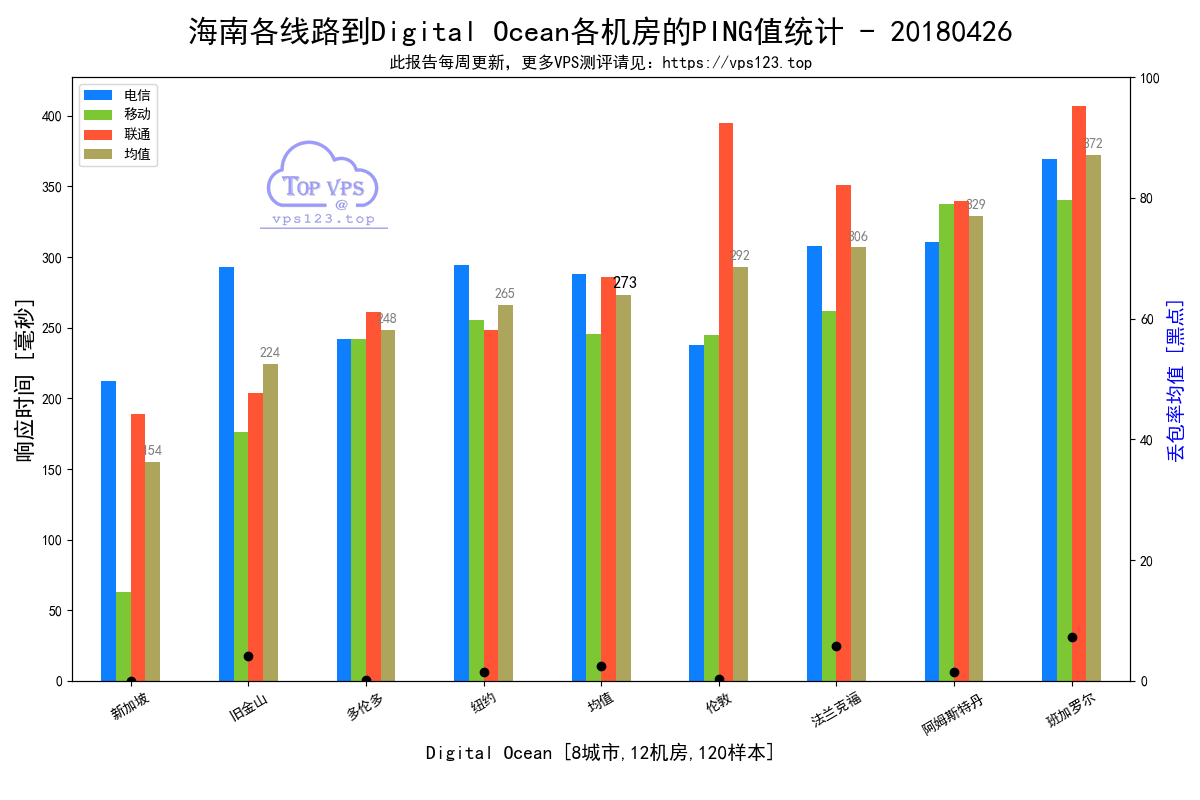 海南各线路到Digital Ocean各机房的PING值统计 - 20180426
此报告每周更新，更多VPS测评请见：https://vps123.top
电信
移动
联通
均值
TOP VPS
@
vps123.top
响应时间 [毫秒]
400
350
300
250
200
150
100
50
0
154
224
248
265
273
292
306
329
372
100
80
60
40
20
0
丢包率均值 [黑点]
新加坡
旧金山
多伦多
纽约
均值
伦敦
法兰克福
阿姆斯特丹
班加罗尔
Digital Ocean [8城市,12机房,120样本]